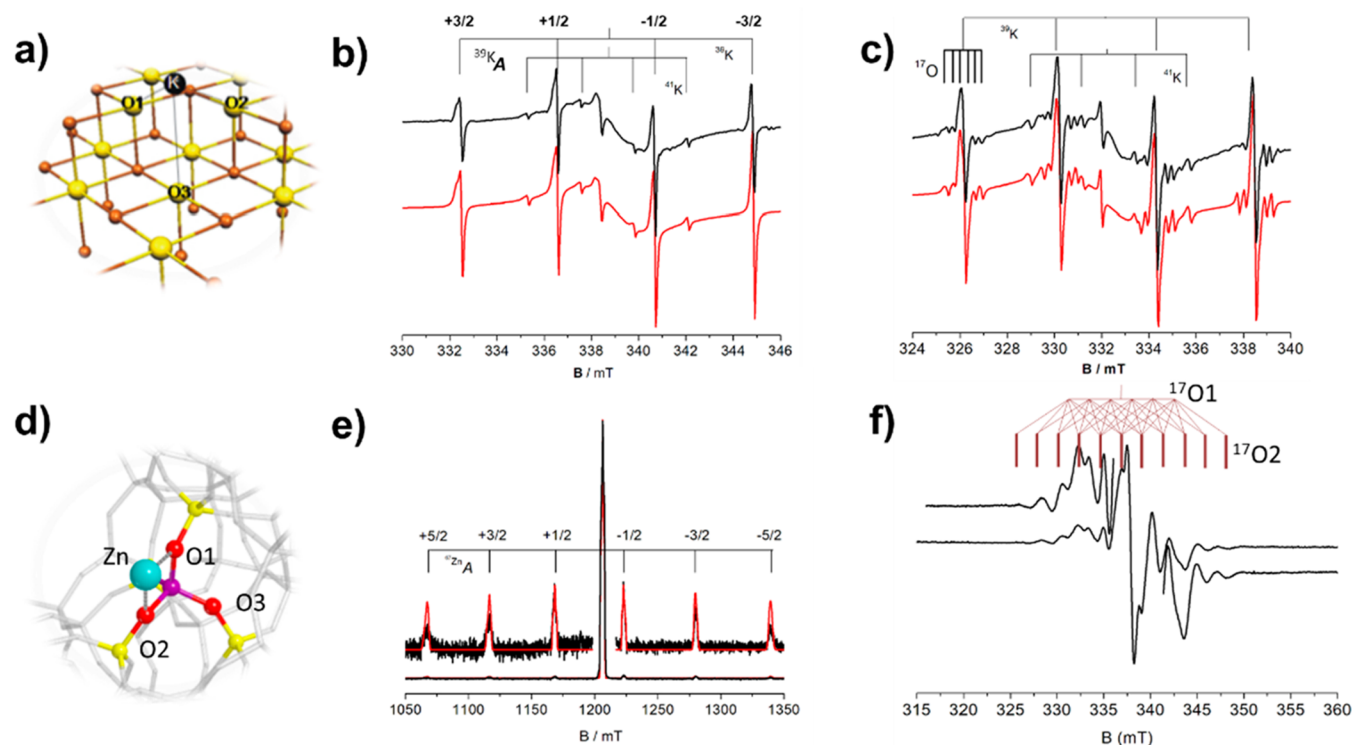 a)
K
O1
O2
O3
b)
+3/2 +1/2 -1/2 -3/2
³⁹K A
³⁹K
⁴¹K
330 332 334 336 338 340 342 344 346
B / mT
c)
³⁹K
¹⁷O
⁴¹K
324 326 328 330 332 334 336 338 340
B / mT
d)
Zn
O1
O3
O2
e)
+5/2 +3/2 +1/2 -1/2 -3/2 -5/2
⁶⁷Zn A
1050 1100 1150 1200 1250 1300 1350
B / mT
f)
¹⁷O1
¹⁷O2
315 320 325 330 335 340 345 350 355 360
B (mT)